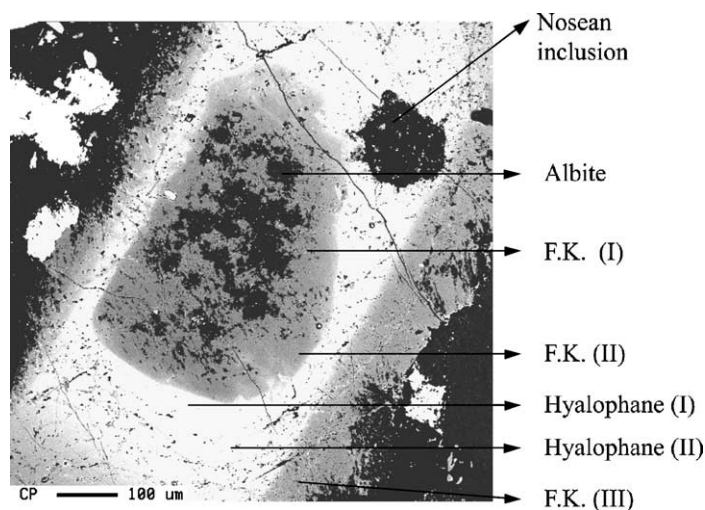 Nosean
inclusion
Albite
F.K. (I)
F.K. (II)
Hyalophane (I)
Hyalophane (II)
F.K. (III)
CP 100 um